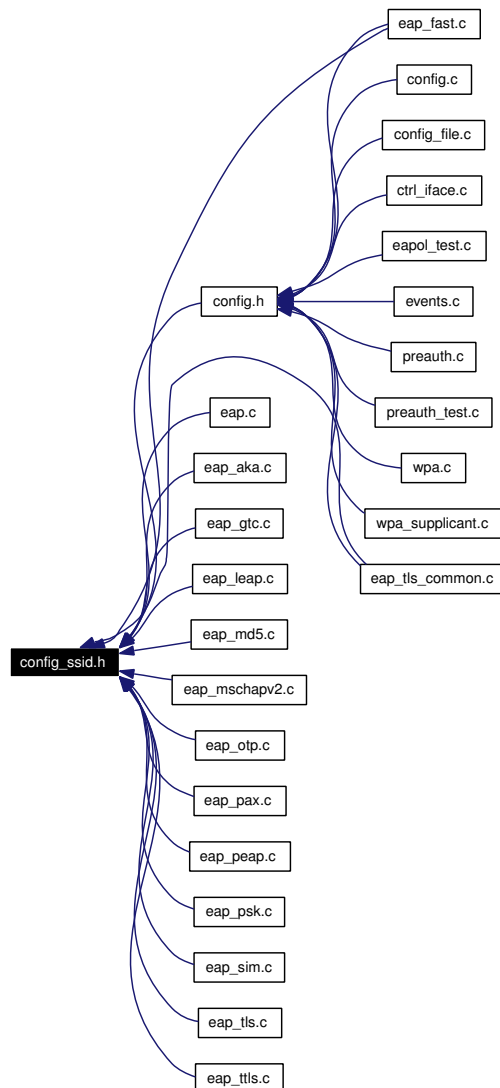 eap_fast.c
config.c
config_file.c
ctrl_iface.c
eapol_test.c
config.h
events.c
preauth.c
eap.c
preauth_test.c
eap_aka.c
wpa.c
eap_gtc.c
wpa_supplicant.c
eap_leap.c
eap_tls_common.c
eap_md5.c
config_ssid.h
eap_mschapv2.c
eap_otp.c
eap_pax.c
eap_peap.c
eap_psk.c
eap_sim.c
eap_tls.c
eap_ttls.c